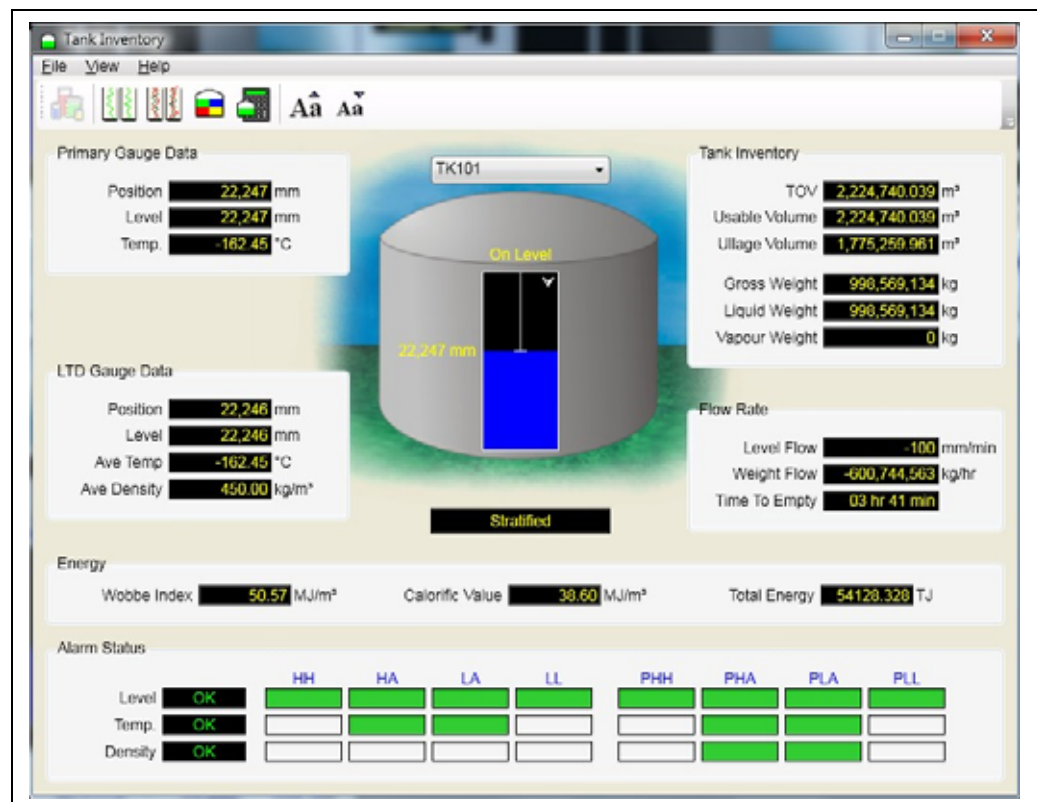 Tank Inventory
File View Help
Aa Aa
Primary Gauge Data
Position 22,247 mm
Level 22,247 mm
Temp. -162.45 °C
TK101
On Level
22,247 mm
Stratified
Tank Inventory
TOV 2,224,740.039 m³
Usable Volume 2,224,740.039 m³
Ullage Volume 1,775,259.961 m³
Gross Weight 998,569,134 kg
Liquid Weight 998,569,134 kg
Vapour Weight 0 kg
LTD Gauge Data
Position 22,246 mm
Level 22,246 mm
Ave Temp -162.45 °C
Ave Density 450.00 kg/m³
Flow Rate
Level Flow -100 mm/min
Weight Flow -600,744,563 kg/hr
Time To Empty 03 hr 41 min
Energy
Wobbe Index 50.57 MJ/m³ Calorific Value 38.60 MJ/m³ Total Energy 54128.328 TJ
Alarm Status
HH HA LA LL PHH PHA PLA PLL
Level OK
Temp. OK
Density OK